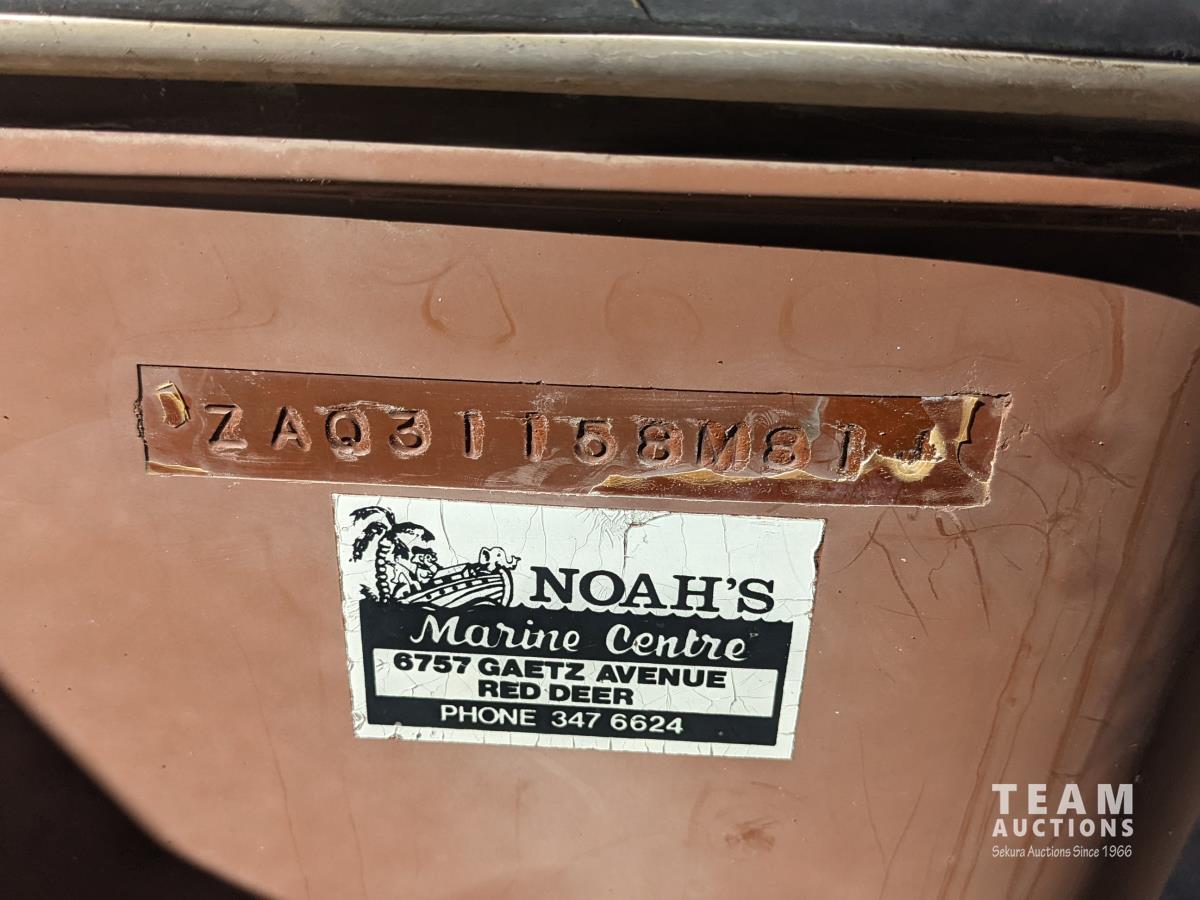 ZAQ31158M81J
NOAH'S
Marine Centre
6757 GAETZ AVENUE
RED DEER
PHONE 347 6624
TEAM
AUCTIONS
Sekura Auctions Since 1966